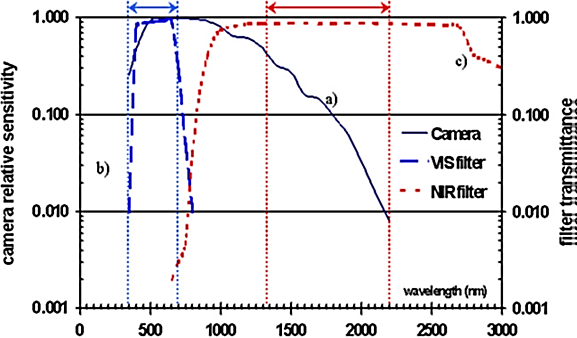 1.000
0.100
0.010
0.001
camera relative sensitivity
1.000
0.100
0.010
0.001
filter transmittance
a)
b)
c)
Camera
VIS filter
NIR filter
wavelength (nm)
0 500 1000 1500 2000 2500 3000